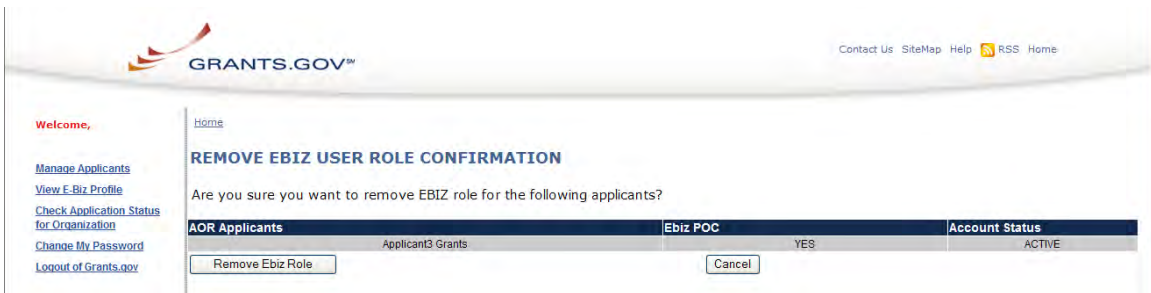 GRANTS.GOV℠
Contact Us SiteMap Help RSS Home
Welcome,
Manage Applicants
View E-Biz Profile
Check Application Status
for Organization
Change My Password
Logout of Grants.gov
Home
REMOVE EBIZ USER ROLE CONFIRMATION
Are you sure you want to remove EBIZ role for the following applicants?
AOR Applicants Ebiz POC Account Status
Applicant3 Grants YES ACTIVE
Remove Ebiz Role Cancel